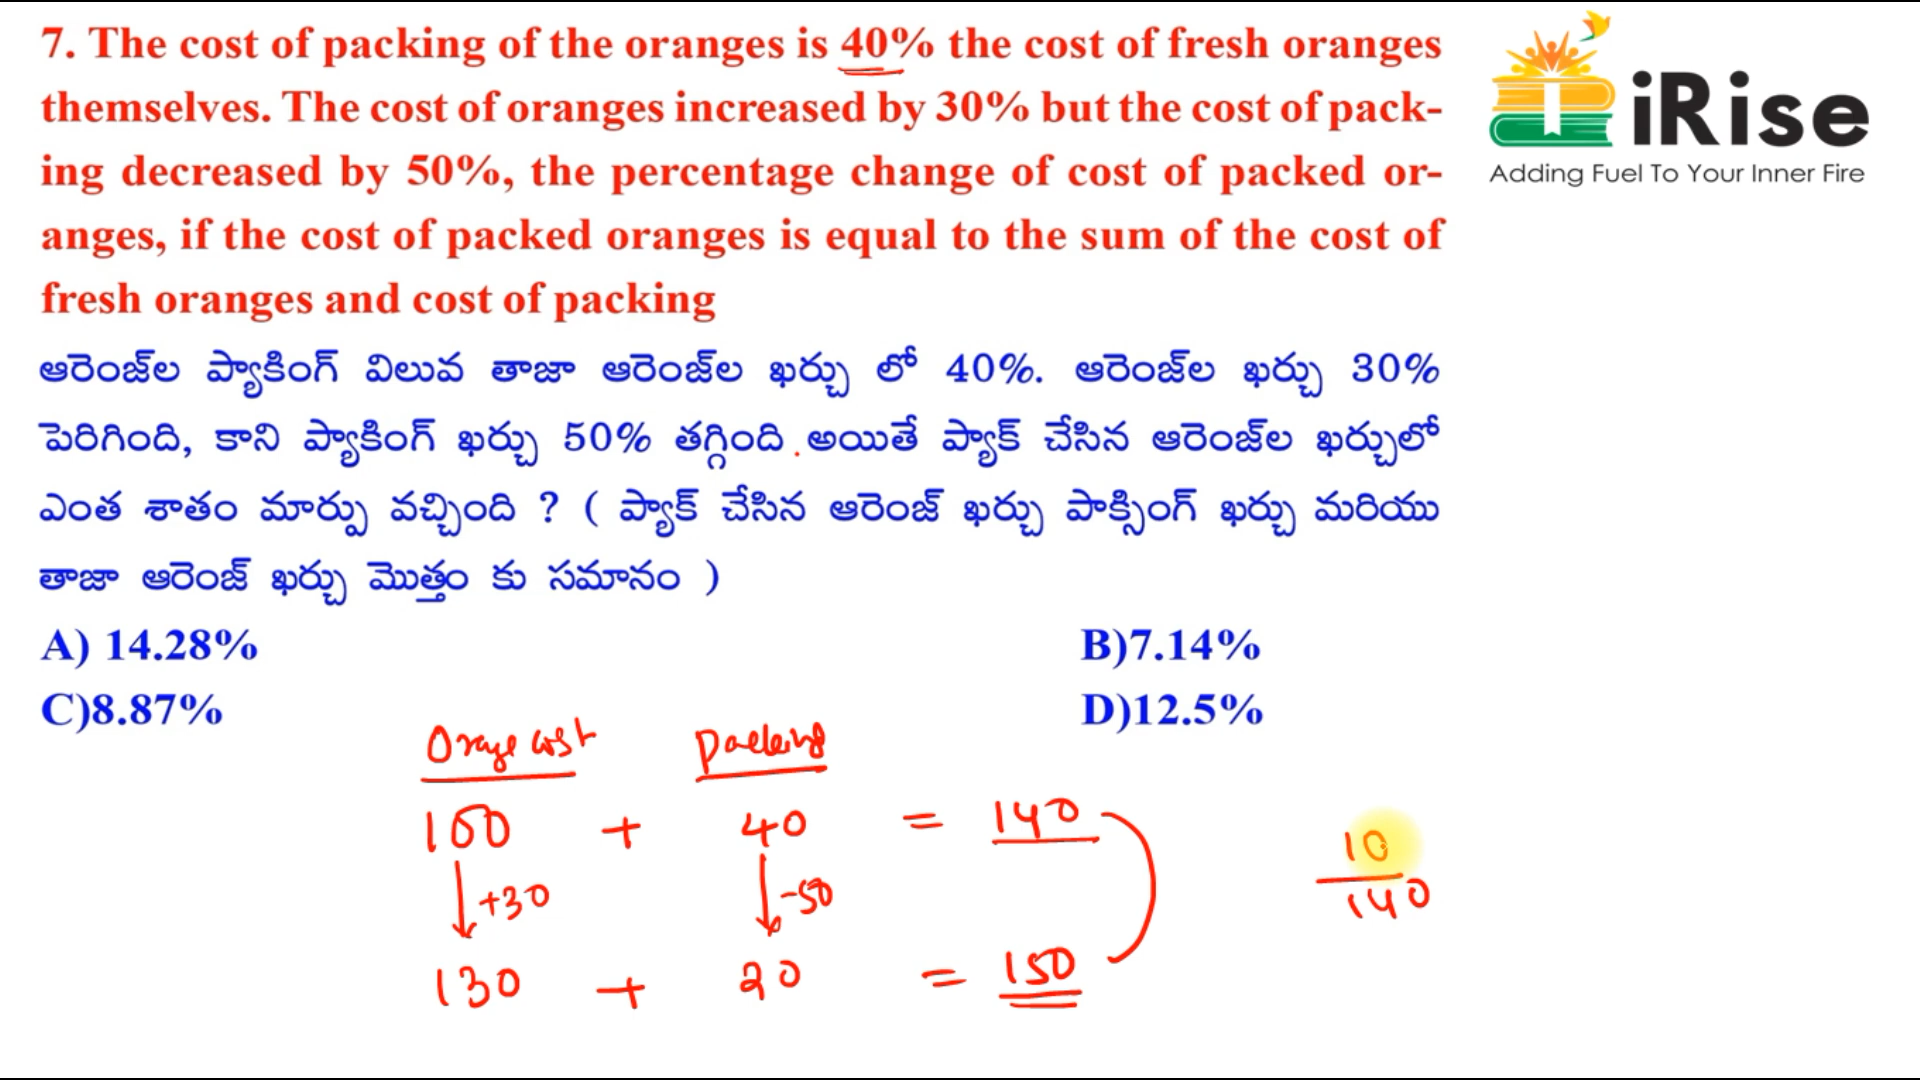 7. The cost of packing of the oranges is 40% the cost of fresh oranges
themselves. The cost of oranges increased by 30% but the cost of pack-
ing decreased by 50%, the percentage change of cost of packed or-
anges, if the cost of packed oranges is equal to the sum of the cost of
fresh oranges and cost of packing
iRise
Adding Fuel To Your Inner Fire
ఆరెంజ్‌ల ప్యాకింగ్ విలువ తాజా ఆరెంజ్‌ల ఖర్చు లో 40%. ఆరెంజ్‌ల ఖర్చు 30%
పెరిగింది, కాని ప్యాకింగ్ ఖర్చు 50% తగ్గింది అయితే ప్యాక్ చేసిన ఆరెంజ్‌ల ఖర్చులో
ఎంత శాతం మార్పు వచ్చింది ? ( ప్యాక్ చేసిన ఆరెంజ్ ఖర్చు పాక్సింగ్ ఖర్చు మరియు
తాజా ఆరెంజ్ ఖర్చు మొత్తం కు సమానం )
A) 14.28% B)7.14%
C)8.87% D)12.5%
Orange cost packing
100 + 40 = 140
+30 -50
130 + 20 = 150
10
140